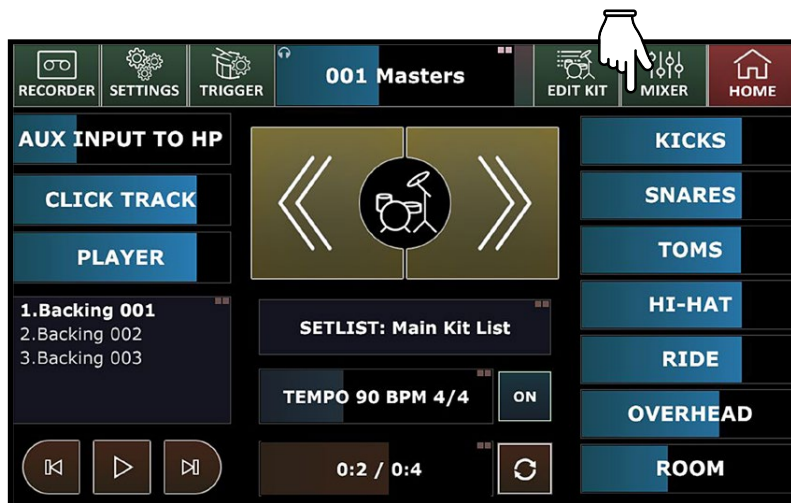 RECORDER
SETTINGS
TRIGGER
001 Masters
EDIT KIT
MIXER
HOME
AUX INPUT TO HP
CLICK TRACK
PLAYER
1.Backing 001
2.Backing 002
3.Backing 003
SETLIST: Main Kit List
TEMPO 90 BPM 4/4
ON
0:2 / 0:4
KICKS
SNARES
TOMS
HI-HAT
RIDE
OVERHEAD
ROOM